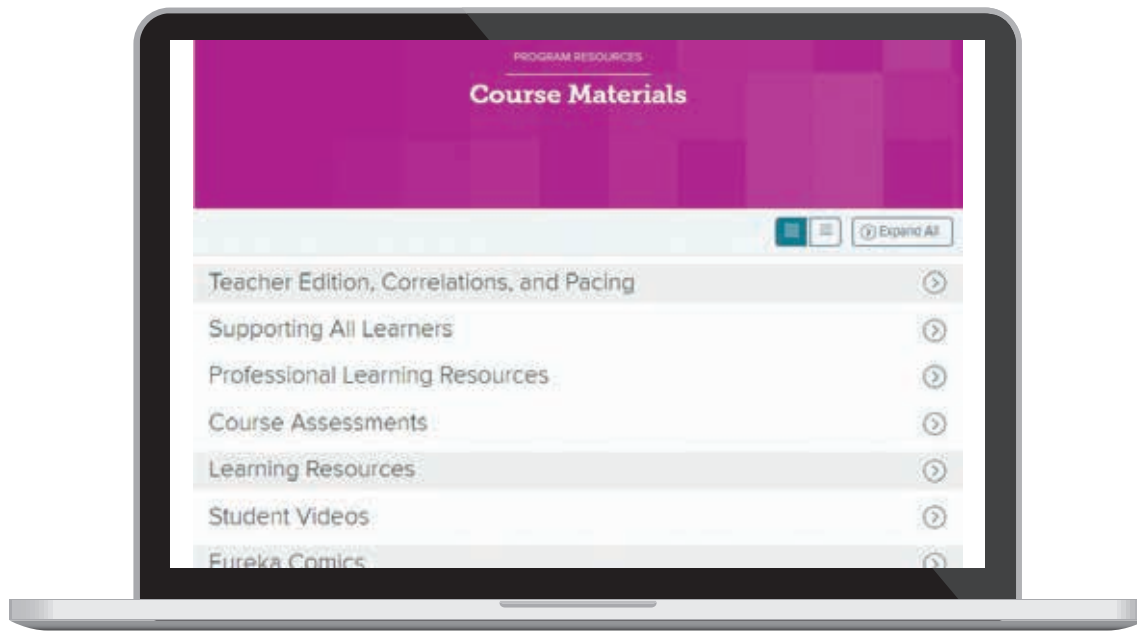 PROGRAM RESOURCES
Course Materials
Expand All
Teacher Edition, Correlations, and Pacing
Supporting All Learners
Professional Learning Resources
Course Assessments
Learning Resources
Student Videos
Eureka Comics